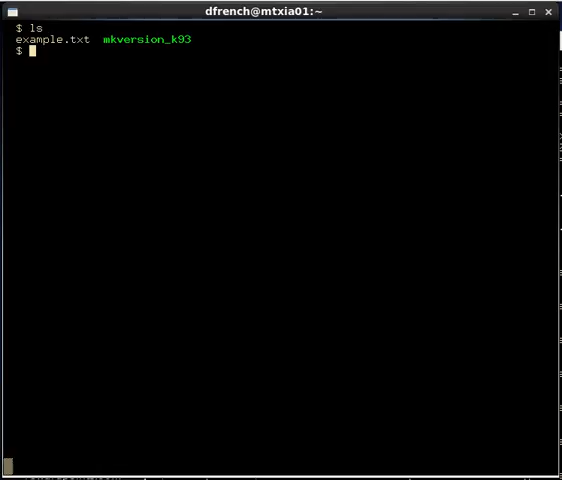 dfrench@mtxia01:~
$ ls
example.txt mkversion_k93
$